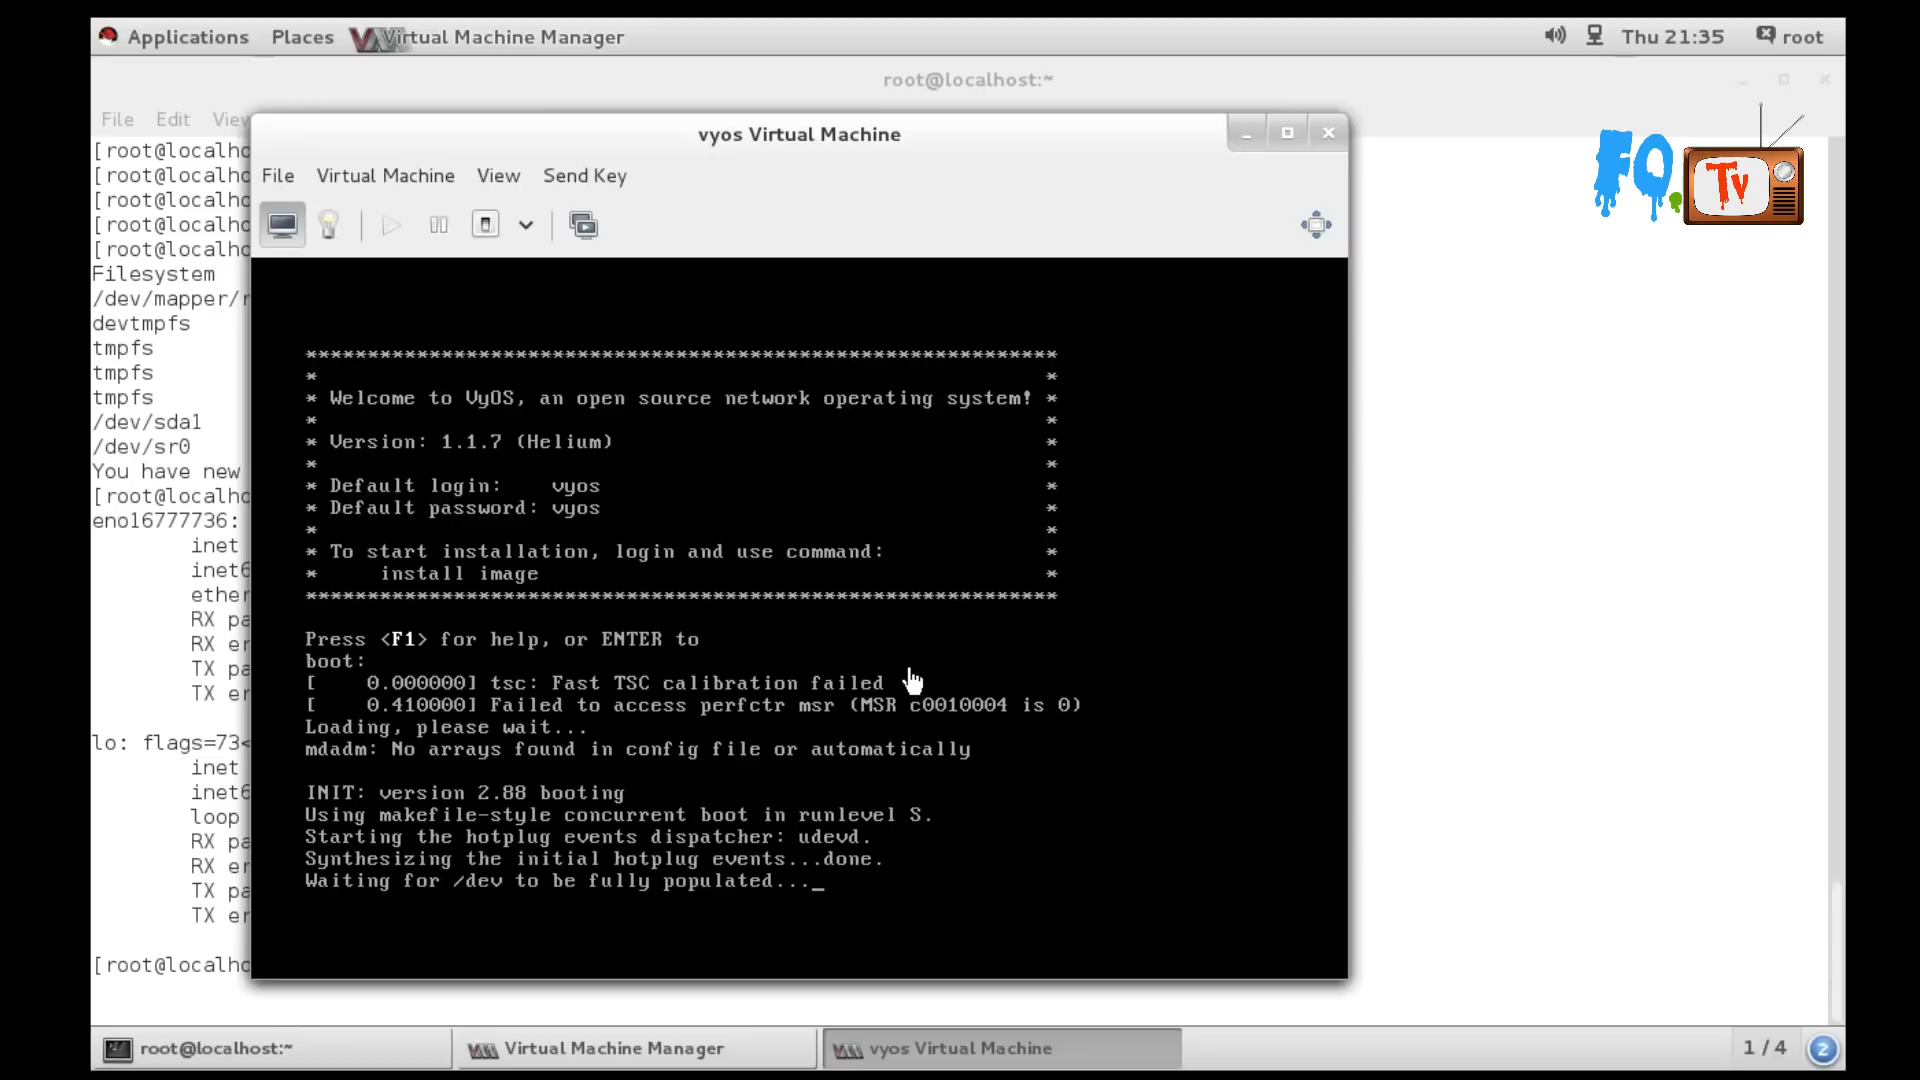 Applications Places Virtual Machine Manager Thu 21:35 root
root@localhost:~
File Edit View
vyos Virtual Machine
File Virtual Machine View Send Key
FQ. Tv
[root@localho
[root@localho
[root@localho
[root@localho
[root@localho
Filesystem
/dev/mapper/r
devtmpfs
tmpfs
tmpfs
tmpfs
/dev/sda1
/dev/sr0
You have new
[root@localho
eno16777736:
inet
inet6
ether
RX pa
RX er
TX pa
TX er
lo: flags=73<
inet
inet6
loop
RX pa
RX er
TX pa
TX er
[root@localho
*************************************************************
* *
* Welcome to VyOS, an open source network operating system! *
* *
* Version: 1.1.7 (Helium) *
* *
* Default login: vyos *
* Default password: vyos *
* *
* To start installation, login and use command: *
* install image *
*************************************************************
Press <F1> for help, or ENTER to
boot:
[ 0.000000] tsc: Fast TSC calibration failed
[ 0.410000] Failed to access perfctr msr (MSR c0010004 is 0)
Loading, please wait...
mdadm: No arrays found in config file or automatically
INIT: version 2.88 booting
Using makefile-style concurrent boot in runlevel S.
Starting the hotplug events dispatcher: udevd.
Synthesizing the initial hotplug events...done.
Waiting for /dev to be fully populated..._
root@localhost:~ Virtual Machine Manager vyos Virtual Machine 1 / 4 2